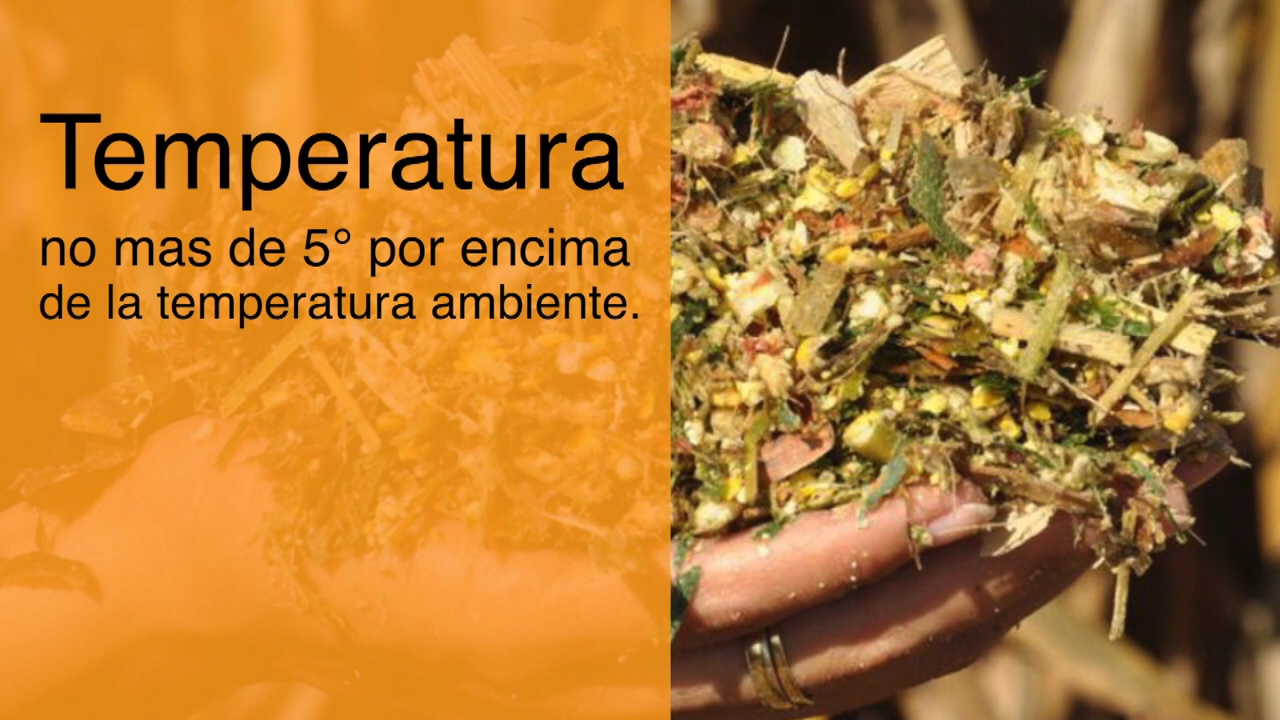 Temperatura
no mas de 5° por encima
de la temperatura ambiente.